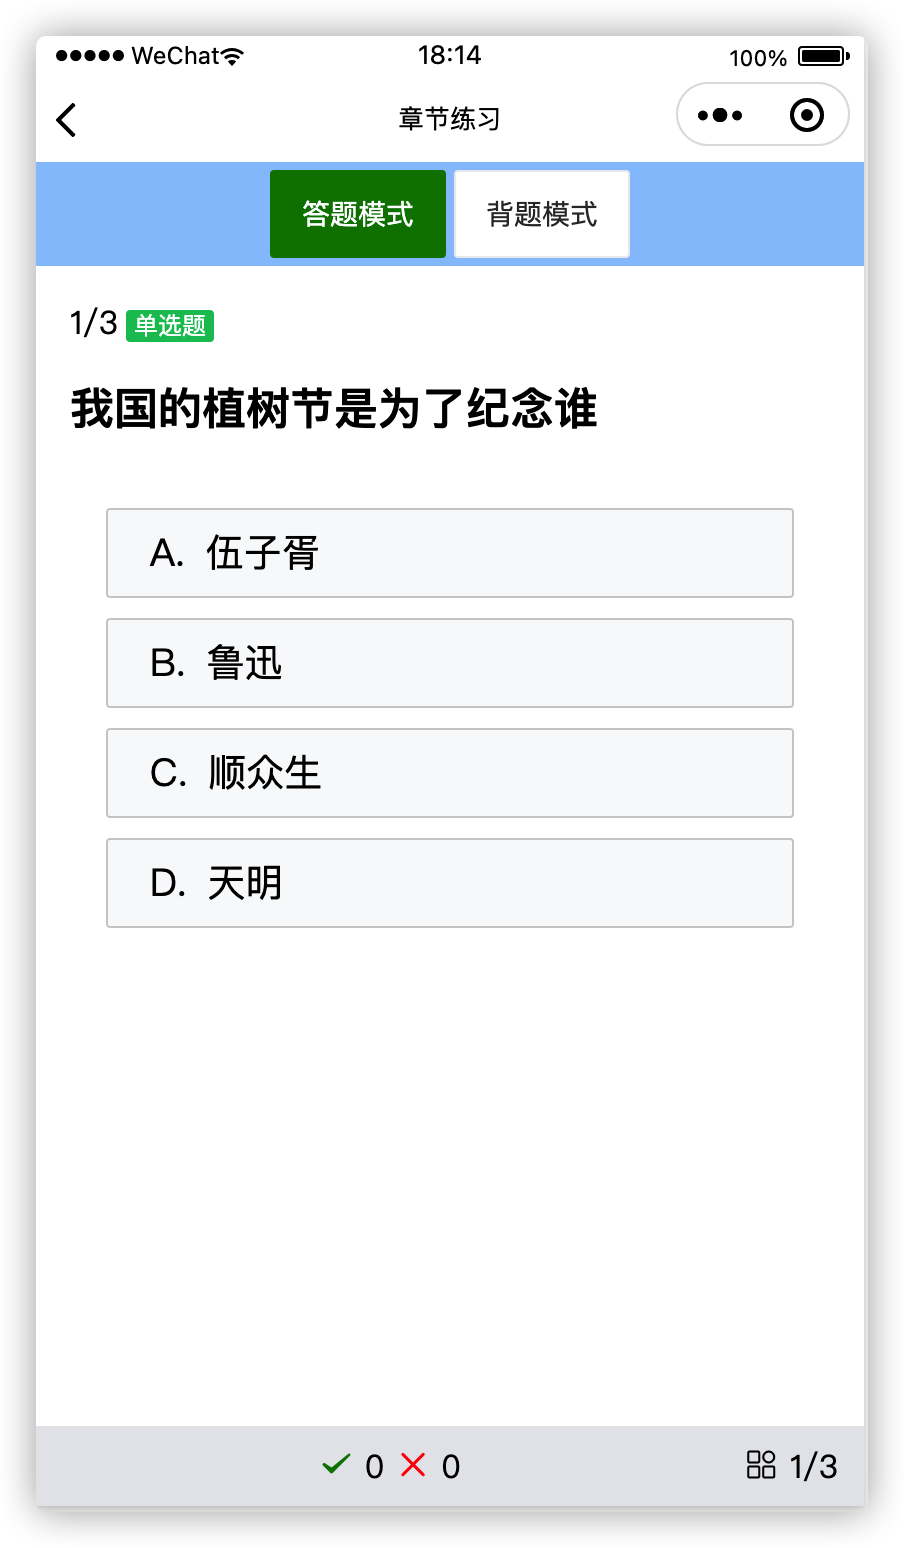 WeChat 18:14 100%
章节练习
答题模式 背题模式
1/3 单选题
我国的植树节是为了纪念谁
A. 伍子胥
B. 鲁迅
C. 顺众生
D. 天明
0 0 1/3